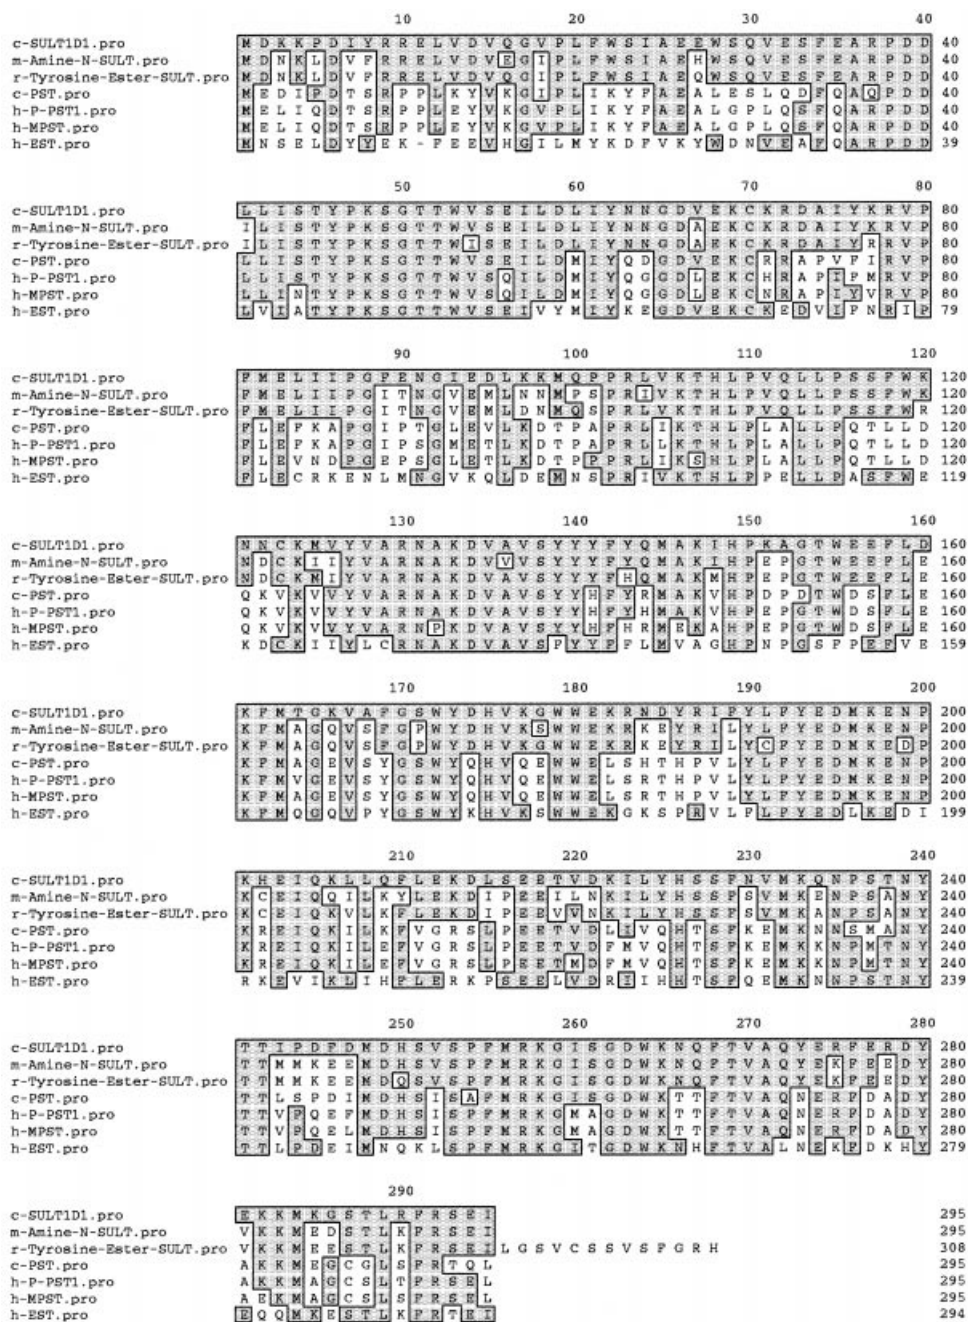 10 20 30 40
c-SULT1D1.pro M D K K P D I Y R R E L V D V Q G V P L F W S I A E E W S Q V E S F E A R P D D 40
m-Amine-N-SULT.pro M D N K L D V F R R E L V D V E G I P L F W S I A E H W S Q V E S F E A R P D D 40
r-Tyrosine-Ester-SULT.pro M D N K L D V F R R E L V D V E G I P L F W S I A E Q W S Q V E S F E A R P D D 40
c-PST.pro M E D I P D T S R P P L K Y V K G I P L I K Y F A E A L E S L Q D F Q A Q P D D 40
h-P-PST1.pro M E L I Q D T S R P P L E Y V K G V P L I K Y F A E A L G P L Q S F Q A R P D D 40
h-MPST.pro M E L I Q D T S R P P L E Y V K G V P L I K Y F A E A L G P L Q S F Q A R P D D 40
h-EST.pro M N S E L D Y Y E K - F E E V H G I L M Y K D F V K Y W D N V E A F Q A R P D D 39
50 60 70 80
c-SULT1D1.pro L L I S T Y P K S G T T W V S E I L D L I Y N N G D V E K C K R D A I Y K R V P 80
m-Amine-N-SULT.pro I L I S T Y P K S G T T W V S E I L D L I Y N N G D A E K C K R D A I Y K R V P 80
r-Tyrosine-Ester-SULT.pro I L I S T Y P K S G T T W I S E I L D L I Y N N G D A E K C K R D A I Y R R V P 80
c-PST.pro L L I S T Y P K S G T T W V S E I L D M I Y Q D G D V E K C R R A P V F I R V P 80
h-P-PST1.pro L L I S T Y P K S G T T W V S Q I L D M I Y Q G G D L E K C H R A P I F M R V P 80
h-MPST.pro L L I N T Y P K S G T T W V S Q I L D M I Y Q G G D L E K C N R A P I Y V R V P 80
h-EST.pro L V I A T Y P K S G T T W V S E I V Y M I Y K E G D V E K C K E D V I F N R I P 79
90 100 110 120
c-SULT1D1.pro F M E L I I P G F E N G I E D L K K M Q P P R L V K T H L P V Q L L P S S F W K 120
m-Amine-N-SULT.pro F M E L I I P G I T N G V E M L N N M P S P R I V K T H L P V Q L L P S S F W K 120
r-Tyrosine-Ester-SULT.pro F M E L I I P G I T N G V E M L D N M Q S P R L V K T H L P V Q L L P S S F W R 120
c-PST.pro F L E F K A P G I P T G L E V L K D T P A P R L I K T H L P L A L L P Q T L L D 120
h-P-PST1.pro F L E F K A P G I P S G M E T L K D T P A P R L L K T H L P L A L L P Q T L L D 120
h-MPST.pro F L E V N D P G E P S G L E T L K D T P P P R L I K S H L P L A L L P Q T L L D 120
h-EST.pro F L E C R K E N L M N G V K Q L D E M N S P R I V K T H L P P E L L P A S F W E 119
130 140 150 160
c-SULT1D1.pro N N C K M V Y V A R N A K D V A V S Y Y Y F Y Q M A K I H P K A G T W E E F L D 160
m-Amine-N-SULT.pro N D C K I I Y V A R N A K D V V V S Y Y Y F Y Q M A K I H P E P G T W E E F L E 160
r-Tyrosine-Ester-SULT.pro N D C K M I Y V A R N A K D V A V S Y Y Y F H Q M A K M H P E P G T W E E F L E 160
c-PST.pro Q K V K V V Y V A R N A K D V A V S Y Y H F Y R M A K V H P D P D T W D S F L E 160
h-P-PST1.pro Q K V K V V Y V A R N A K D V A V S Y Y H F Y H M A K V H P E P G T W D S F L E 160
h-MPST.pro Q K V K V V Y V A R N P K D V A V S Y Y H F H R M E K A H P E P G T W D S F L E 160
h-EST.pro K D C K I I Y L C R N A K D V A V S F Y Y F F L M V A G H P N P G S F P E F V E 159
170 180 190 200
c-SULT1D1.pro K F M T G K V A F G S W Y D H V K G W W E K R N D Y R I F Y L F Y E D M K E N P 200
m-Amine-N-SULT.pro K F M A G Q V S F G P W Y D H V K S W W E K R K E Y R I L Y L F Y E D M K E N P 200
r-Tyrosine-Ester-SULT.pro K F M A G Q V S F G P W Y D H V K G W W E K R K E Y R I L Y C F Y E D M K E D P 200
c-PST.pro K F M A G E V S Y G S W Y Q H V Q E W W E L S H T H P V L Y L F Y E D M K E N P 200
h-P-PST1.pro K F M V G E V S Y G S W Y Q H V Q E W W E L S R T H P V L Y L F Y E D M K E N P 200
h-MPST.pro K F M A G E V S Y G S W Y Q H V Q E W W E L S R T H P V L Y L F Y E D M K E N P 200
h-EST.pro K F M Q G Q V P Y G S W Y K H V K S W W E K G K S P R V L F L F Y E D L K E D I 199
210 220 230 240
c-SULT1D1.pro K H E I Q K L L Q F L E K D L S E E T V D K I L Y H S S F N V M K Q N P S T N Y 240
m-Amine-N-SULT.pro K C E I Q Q I L K Y L E K D I P E E I L N K I L Y H S S F S V M K E N P S A N Y 240
r-Tyrosine-Ester-SULT.pro K C E I Q K V L K F L E K D I P E E V V N K I L Y H S S F S V M K A N P S A N Y 240
c-PST.pro K R E I Q K I L K F V G R S L P E E T V D L I V Q H T S F K E M K N N S M A N Y 240
h-P-PST1.pro K R E I Q K I L E F V G R S L P E E T V D F M V Q H T S F K E M K K N P M T N Y 240
h-MPST.pro K R E I Q K I L E F V G R S L P E E T M D F M V Q H T S F K E M K K N P M T N Y 240
h-EST.pro R K E V I K L I H F L E R K P S E E L V D R I I H H T S F Q E M K N N P S T N Y 239
250 260 270 280
c-SULT1D1.pro T T I P D F D M D H S V S P F M R K G I S G D W K N Q F T V A Q Y E R F E R D Y 280
m-Amine-N-SULT.pro T T M M K E E M D H S V S P F M R K G I S G D W K N Q F T V A Q Y E K F E E D Y 280
r-Tyrosine-Ester-SULT.pro T T M M K E E M D Q S V S P F M R K G I S G D W K N Q F T V A Q Y E K F E E D Y 280
c-PST.pro T T L S P D I M D H S I S A F M R K G I S G D W K T T F T V A Q N E R F D A D Y 280
h-P-PST1.pro T T V P Q E F M D H S I S P F M R K G M A G D W K T T F T V A Q N E R F D A D Y 280
h-MPST.pro T T V P Q E L M D H S I S P F M R K G M A G D W K T T F T V A Q N E R F D A D Y 280
h-EST.pro T T L P D E I M N Q K L S P F M R K G I T G D W K N H F T V A L N E K F D K H Y 279
290
c-SULT1D1.pro E K K M K G S T L R F R S E I 295
m-Amine-N-SULT.pro V K K M E D S T L K F R S E I 295
r-Tyrosine-Ester-SULT.pro V K K M E E S T L K F R S E I L G S V C S S V S F G R H 308
c-PST.pro A K K M E G C G L S F R T Q L 295
h-P-PST1.pro A K K M A G C S L T F R S E L 295
h-MPST.pro A E K M A G C S L S F R S E L 295
h-EST.pro E Q Q M K E S T L K F R T E I 294